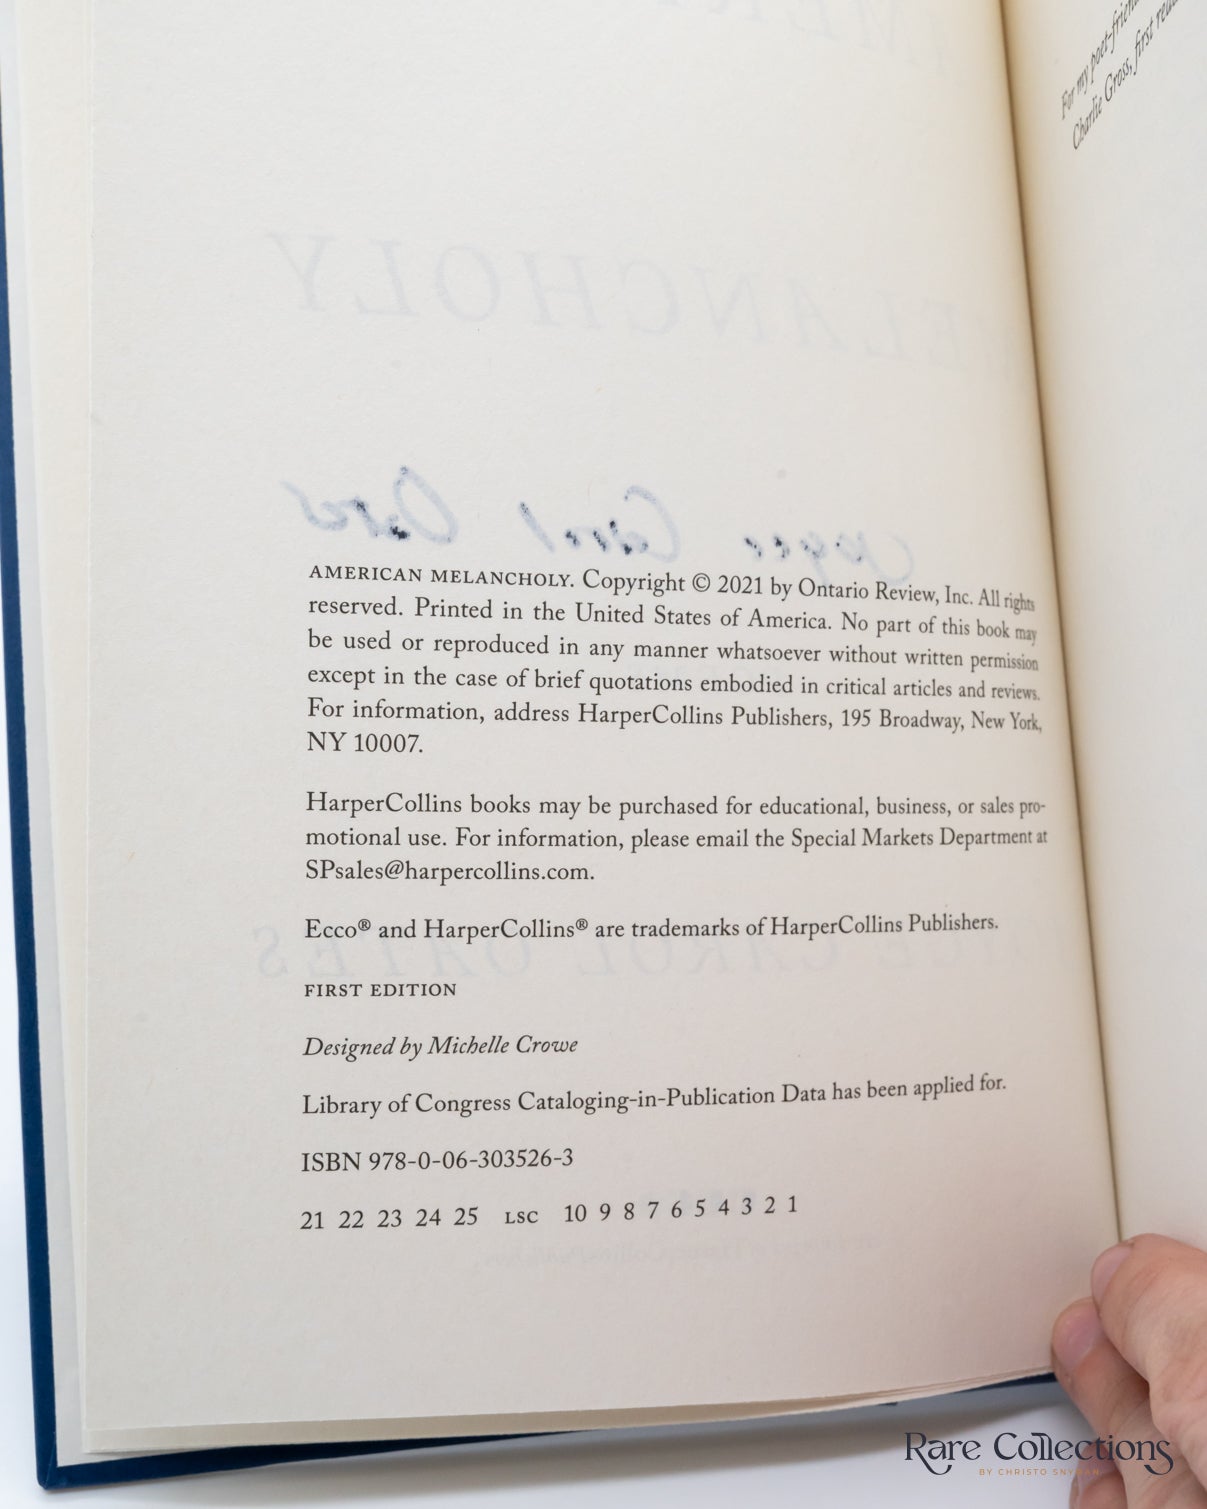 AMERICAN MELANCHOLY. Copyright © 2021 by Ontario Review, Inc. All rights
reserved. Printed in the United States of America. No part of this book may
be used or reproduced in any manner whatsoever without written permission
except in the case of brief quotations embodied in critical articles and reviews.
For information, address HarperCollins Publishers, 195 Broadway, New York,
NY 10007.
HarperCollins books may be purchased for educational, business, or sales pro-
motional use. For information, please email the Special Markets Department at
SPsales@harpercollins.com.
Ecco® and HarperCollins® are trademarks of HarperCollins Publishers.
FIRST EDITION
Designed by Michelle Crowe
Library of Congress Cataloging-in-Publication Data has been applied for.
ISBN 978-0-06-303526-3
21 22 23 24 25 LSC 10 9 8 7 6 5 4 3 2 1
For my poet-friend
Charlie Gross, first
Rare Collections
BY CHRISTO SNYMAN